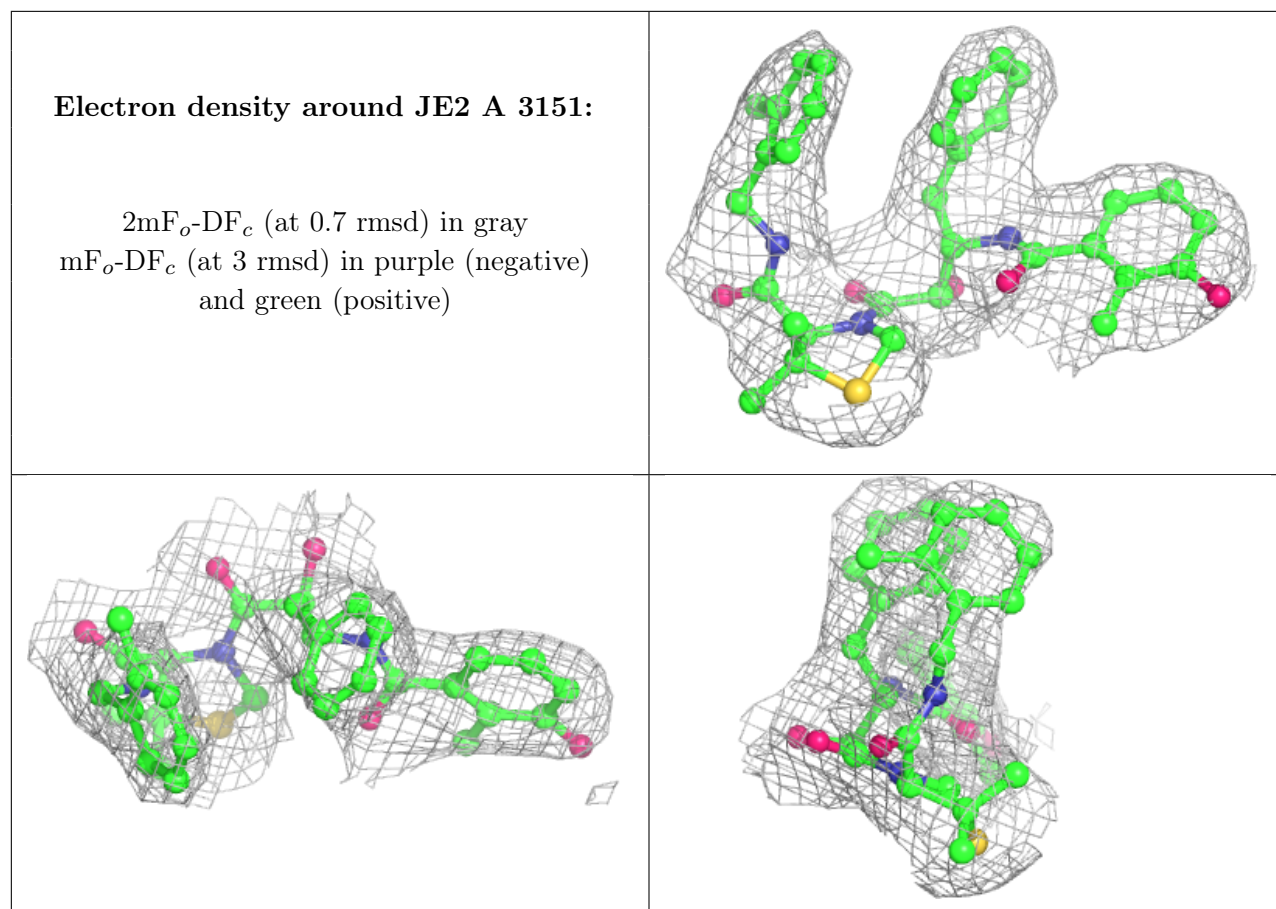 Electron density around JE2 A 3151:
2mFo-DFc (at 0.7 rmsd) in gray
mFo-DFc (at 3 rmsd) in purple (negative)
and green (positive)